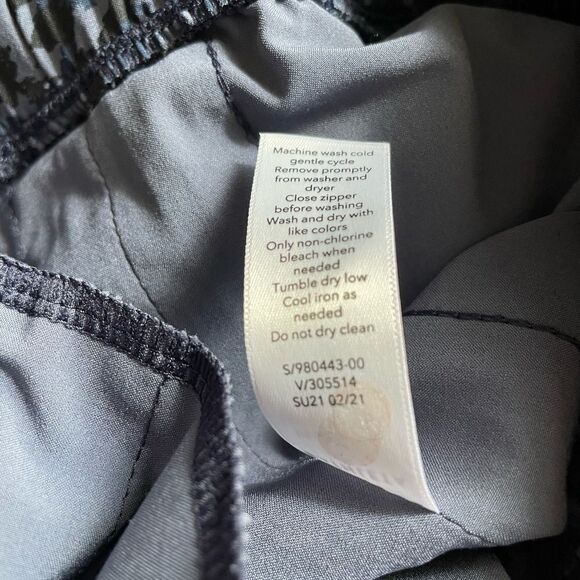 Machine wash cold
gentle cycle
Remove promptly
from washer and
dryer
Close zipper
before washing
Wash and dry with
like colors
Only non-chlorine
bleach when
needed
Tumble dry low
Cool iron as
needed
Do not dry clean
S/980443-00
V/305514
SU21 02/21